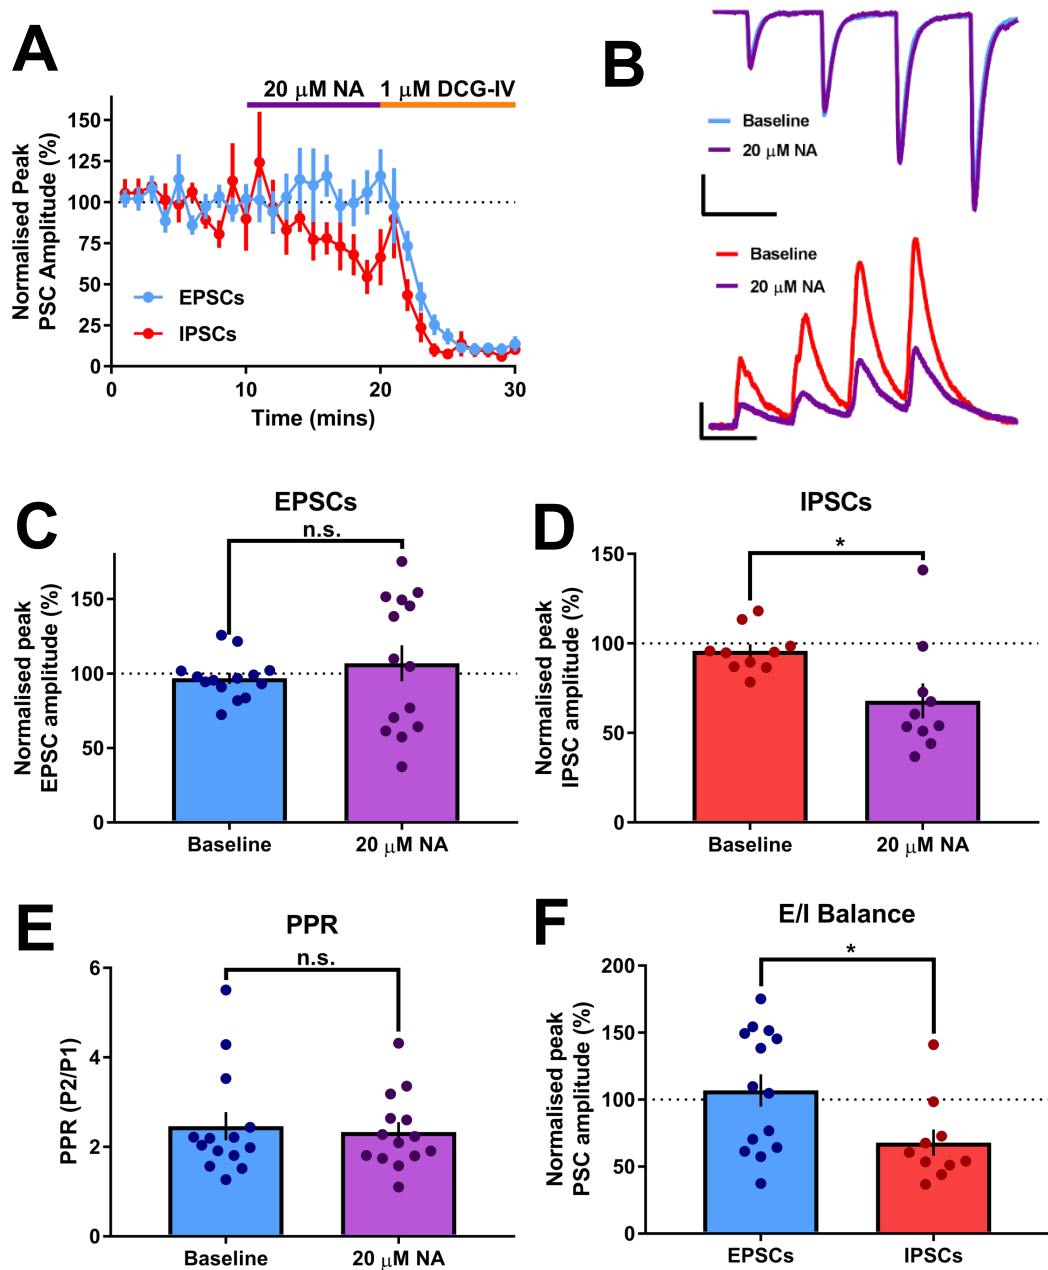 A
20 μM NA
1 μM DCG-IV
Normalised Peak
PSC Amplitude (%)
150
125
100
75
50
25
0
EPSCs
IPSCs
0
10
20
30
Time (mins)
B
Baseline
20 μM NA
Baseline
20 μM NA
C
EPSCs
n.s.
Normalised peak
EPSC amplitude (%)
150
100
50
0
Baseline
20 μM NA
D
IPSCs
*
Normalised peak
IPSC amplitude (%)
150
100
50
0
Baseline
20 μM NA
E
PPR
n.s.
PPR (P2/P1)
6
4
2
0
Baseline
20 μM NA
F
E/I Balance
*
Normalised peak
PSC amplitude (%)
200
150
100
50
0
EPSCs
IPSCs